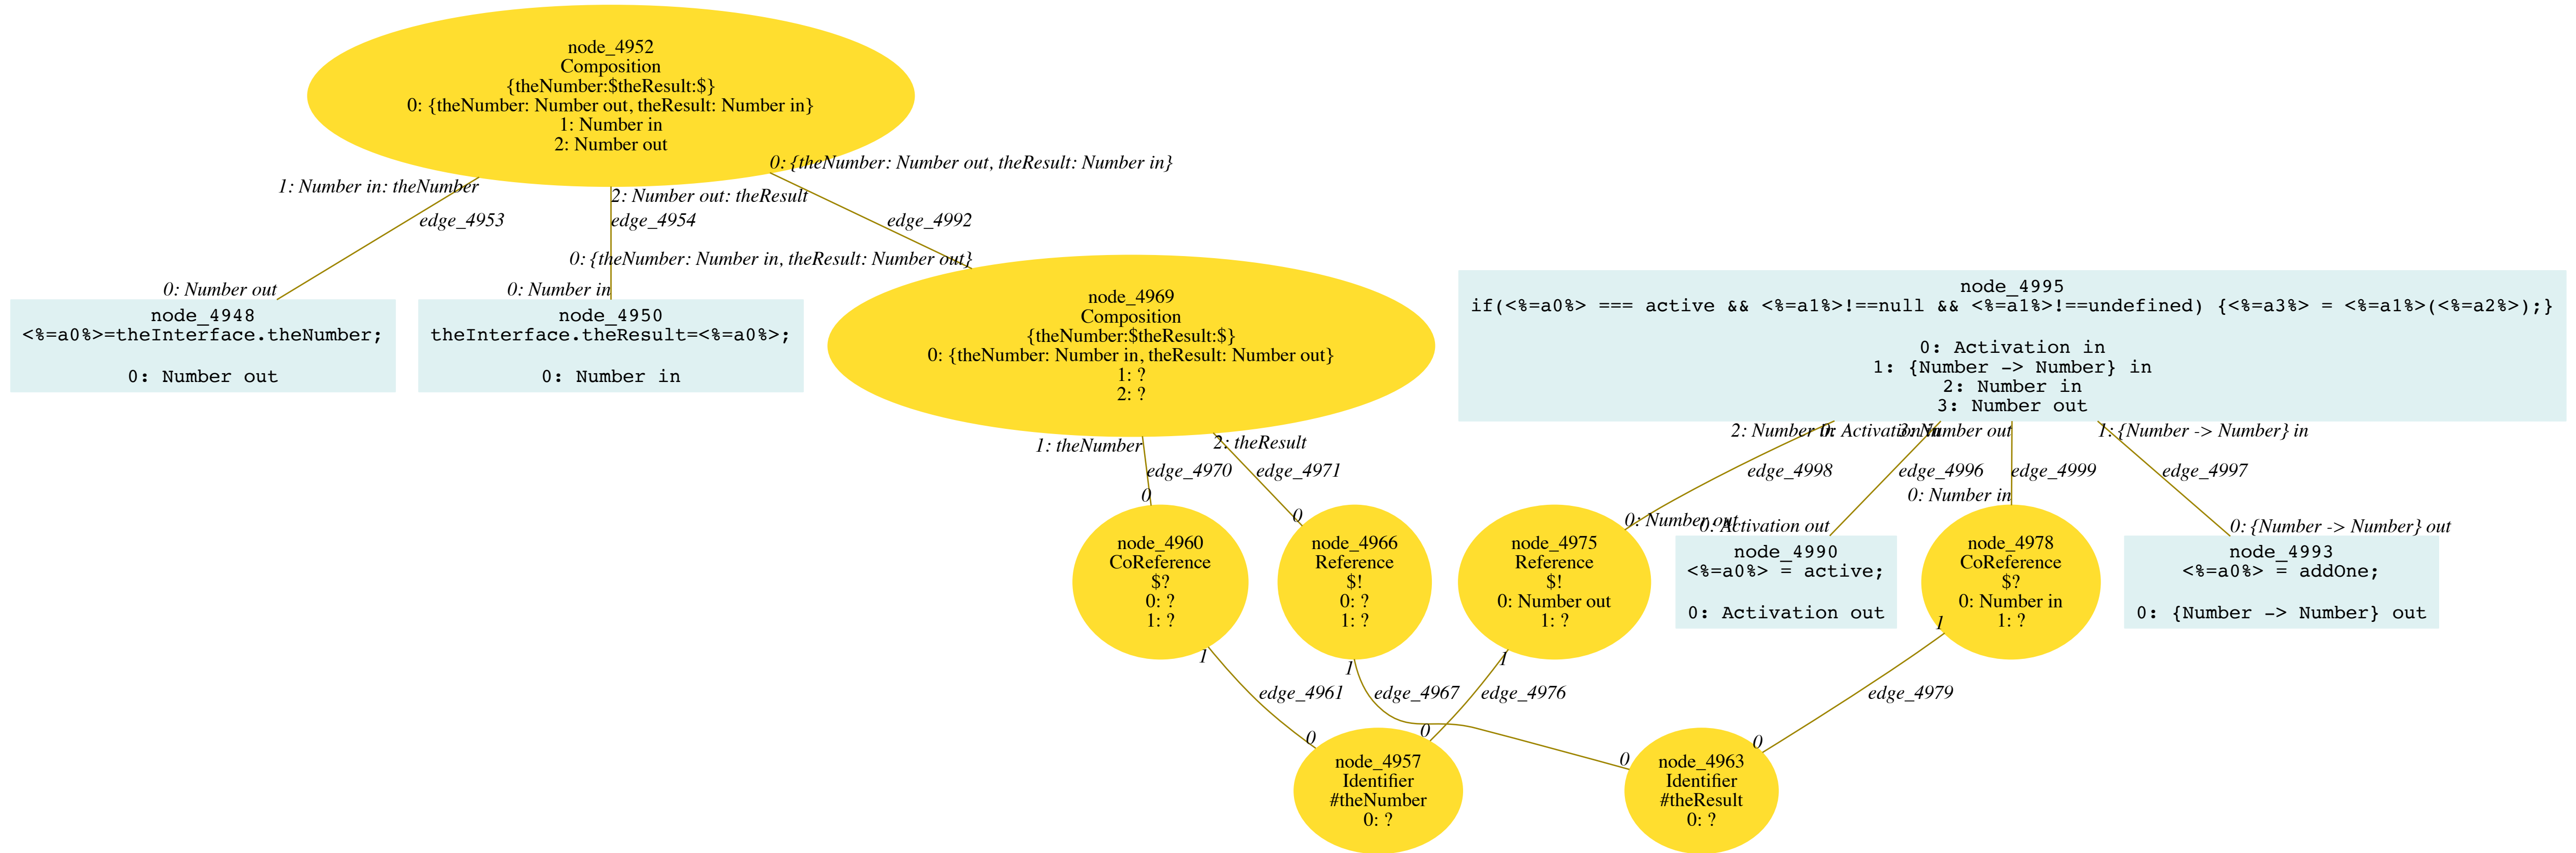 node_4952
Composition
{theNumber:$theResult:$}
0: {theNumber: Number out, theResult: Number in}
1: Number in
2: Number out
0: {theNumber: Number out, theResult: Number in}
1: Number in: theNumber
2: Number out: theResult
edge_4953
edge_4954
edge_4992
0: {theNumber: Number in, theResult: Number out}
0: Number out
0: Number in
node_4948
<%=a0%>=theInterface.theNumber;
0: Number out
node_4950
theInterface.theResult=<%=a0%>;
0: Number in
node_4969
Composition
{theNumber:$theResult:$}
0: {theNumber: Number in, theResult: Number out}
1: ?
2: ?
node_4995
if(<%=a0%> === active && <%=a1%>!==null && <%=a1%>!==undefined) {<%=a3%> = <%=a1%>(<%=a2%>);}
0: Activation in
1: {Number -> Number} in
2: Number in
3: Number out
1: theNumber
2: theResult
2: Number in
0: Activation in
3: Number out
1: {Number -> Number} in
edge_4970
edge_4971
edge_4998
edge_4996
edge_4999
edge_4997
0
0
0: Number out
0: Activation out
0: Number in
0: {Number -> Number} out
node_4960
CoReference
$?
0: ?
1: ?
node_4966
Reference
$!
0: ?
1: ?
node_4975
Reference
$!
0: Number out
1: ?
node_4990
<%=a0%> = active;
0: Activation out
node_4978
CoReference
$?
0: Number in
1: ?
node_4993
<%=a0%> = addOne;
0: {Number -> Number} out
1
1
1
1
edge_4961
edge_4967
edge_4976
edge_4979
0
0
0
0
node_4957
Identifier
#theNumber
0: ?
node_4963
Identifier
#theResult
0: ?